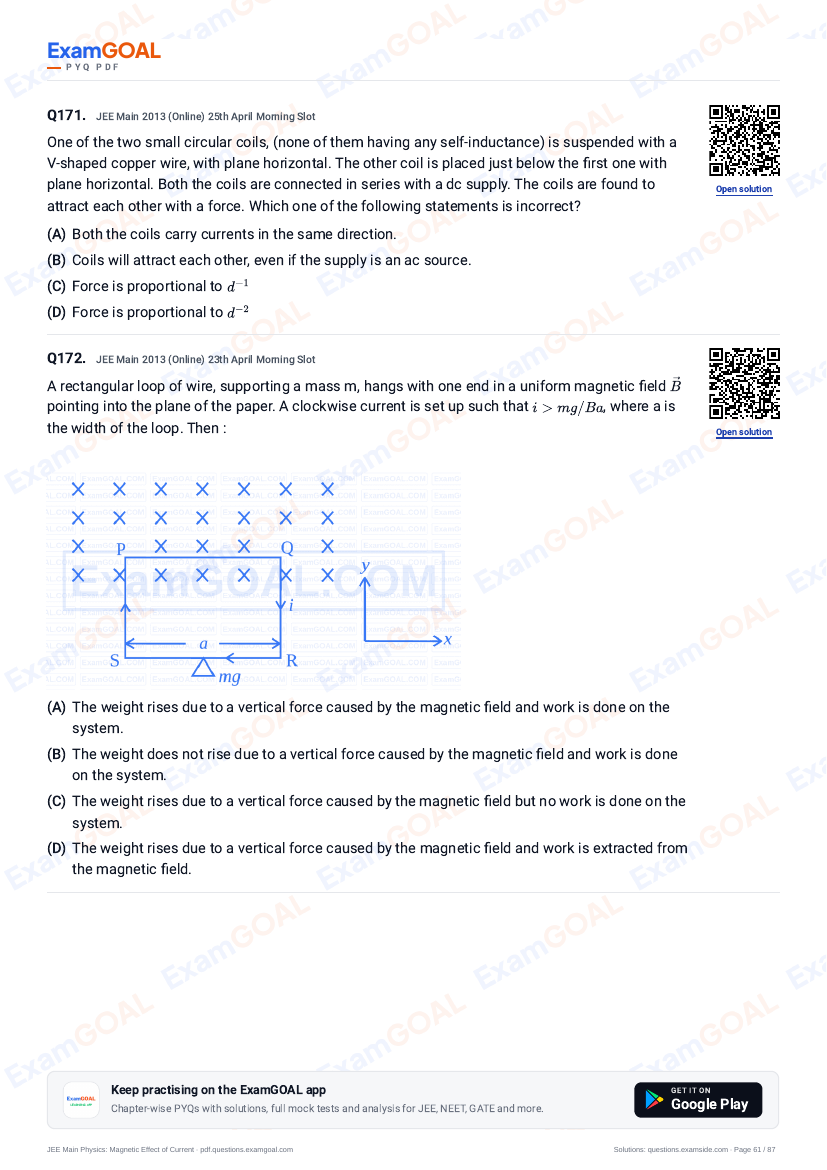 ExamGOAL
PYQ PDF
Q171. JEE Main 2013 (Online) 25th April Morning Slot
One of the two small circular coils, (none of them having any self-inductance) is suspended with a
V-shaped copper wire, with plane horizontal. The other coil is placed just below the first one with
plane horizontal. Both the coils are connected in series with a dc supply. The coils are found to
attract each other with a force. Which one of the following statements is incorrect?
Open solution
(A) Both the coils carry currents in the same direction.
(B) Coils will attract each other, even if the supply is an ac source.
(C) Force is proportional to $d^{-1}$
(D) Force is proportional to $d^{-2}$
Q172. JEE Main 2013 (Online) 23th April Morning Slot
A rectangular loop of wire, supporting a mass m, hangs with one end in a uniform magnetic field $\vec{B}$
pointing into the plane of the paper. A clockwise current is set up such that $i > mg/Ba$, where a is
the width of the loop. Then :
Open solution
P Q
ExamGOAL.COM
y
i
a
x
S R
mg
(A) The weight rises due to a vertical force caused by the magnetic field and work is done on the
system.
(B) The weight does not rise due to a vertical force caused by the magnetic field and work is done
on the system.
(C) The weight rises due to a vertical force caused by the magnetic field but no work is done on the
system.
(D) The weight rises due to a vertical force caused by the magnetic field and work is extracted from
the magnetic field.
Keep practising on the ExamGOAL app
Chapter-wise PYQs with solutions, full mock tests and analysis for JEE, NEET, GATE and more.
GET IT ON
Google Play
JEE Main Physics: Magnetic Effect of Current · pdf.questions.examgoal.com
Solutions: questions.examside.com · Page 61 / 87